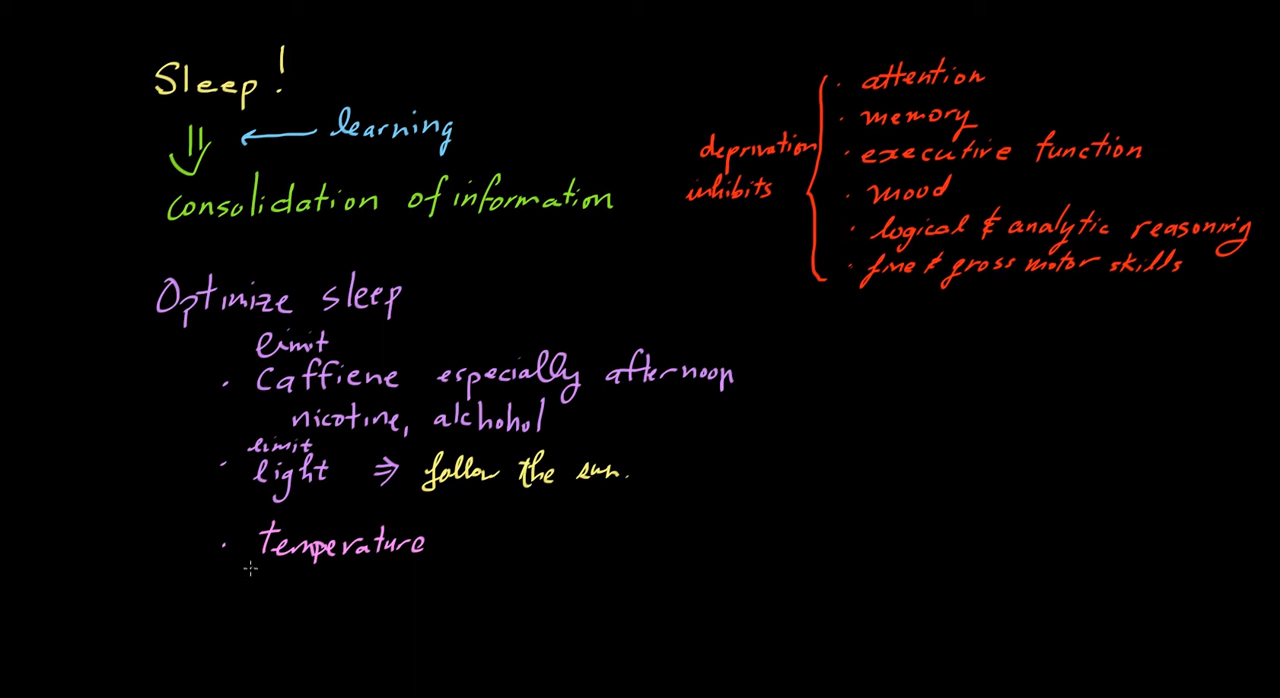 Sleep!
← learning
⇓
consolidation of information
deprivation
inhibits
· attention
· memory
· executive function
· mood
· logical & analytic reasoning
· fine & gross motor skills
Optimize sleep
limit
· caffiene especially afternoon
nicotine, alchohol
limit
· light ⇒ follow the sun.
· temperature